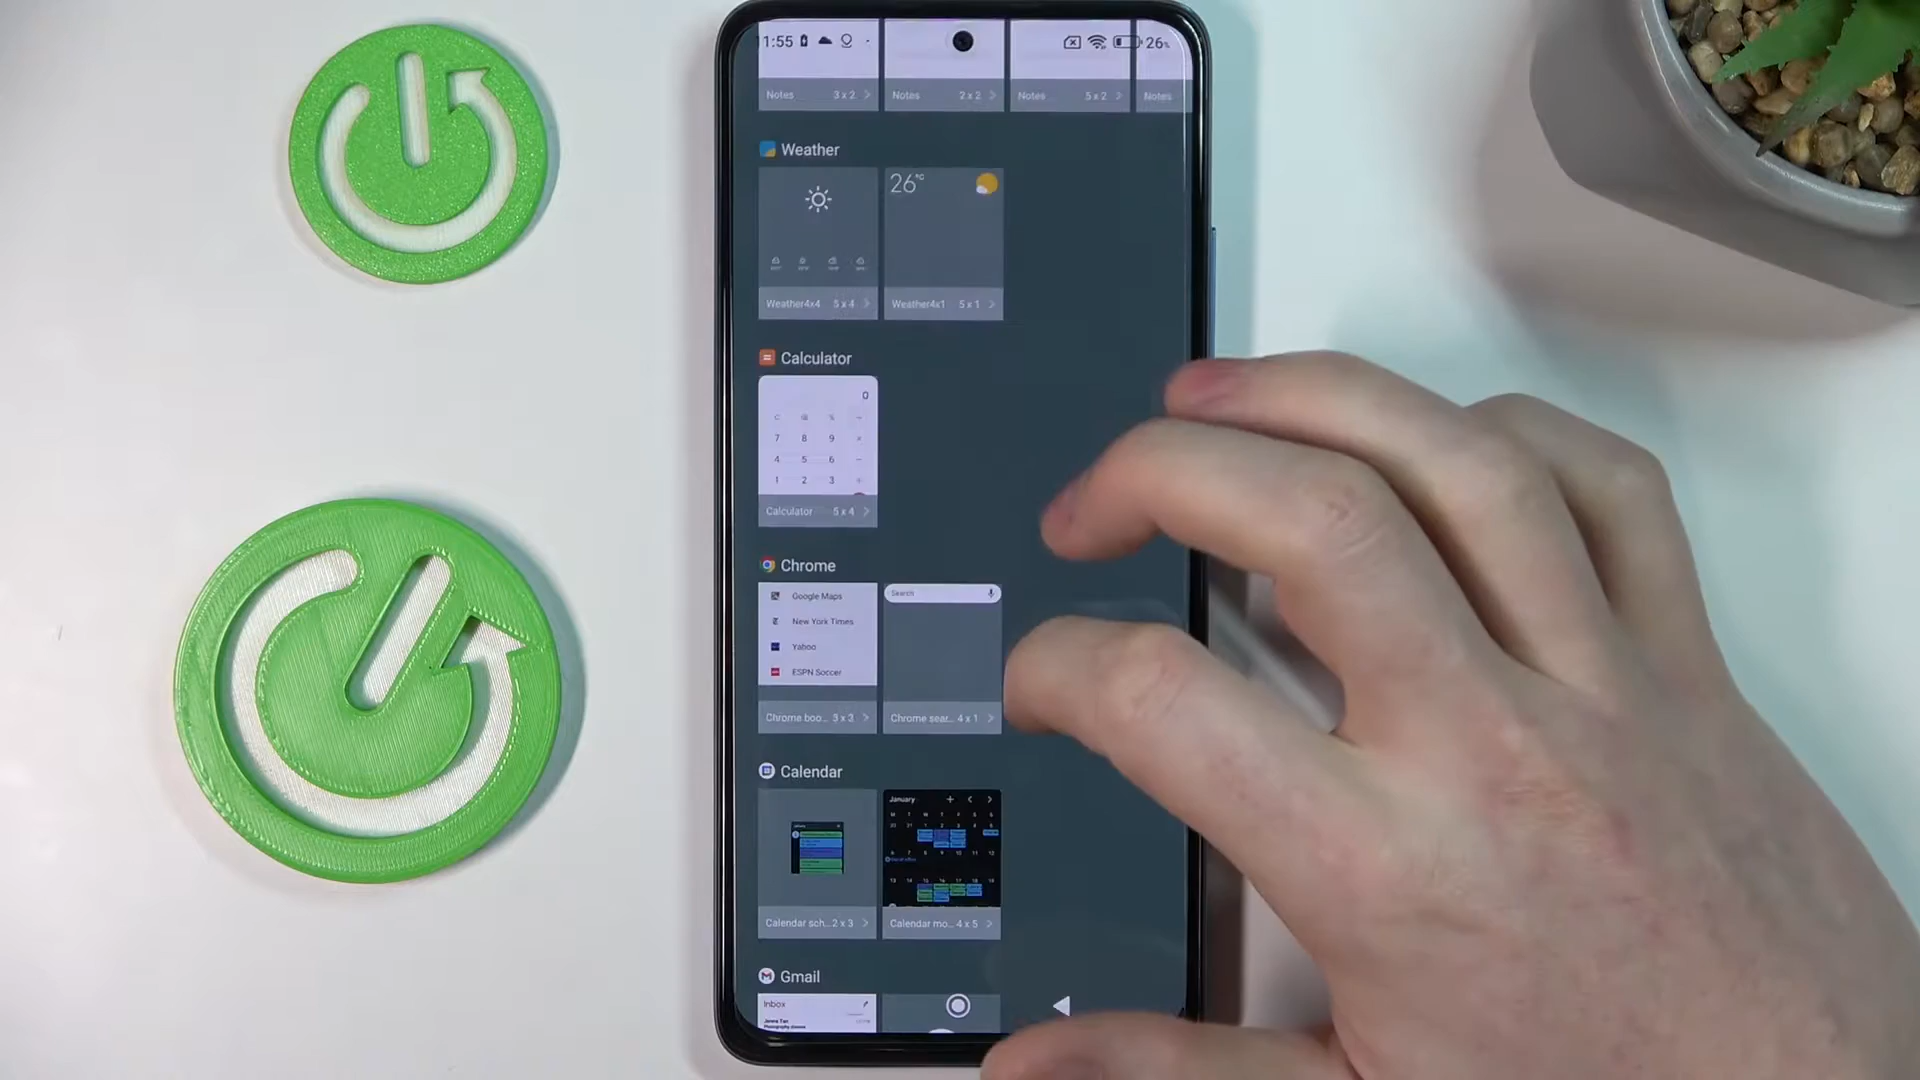 11:55 26%
Notes 3 x 2 Notes 2 x 2 Notes 5 x 2 Notes
Weather
26°C
Weather4x4 5 x 4 Weather4x1 5 x 1
Calculator
0
C %
7 8 9 ×
4 5 6 −
1 2 3 +
Calculator 5 x 4
Chrome
Google Maps
New York Times
Yahoo
ESPN Soccer
Search
Chrome boo... 3 x 3 Chrome sear... 4 x 1
Calendar
January
Calendar sch... 2 x 3 Calendar mo... 4 x 5
Gmail
Inbox